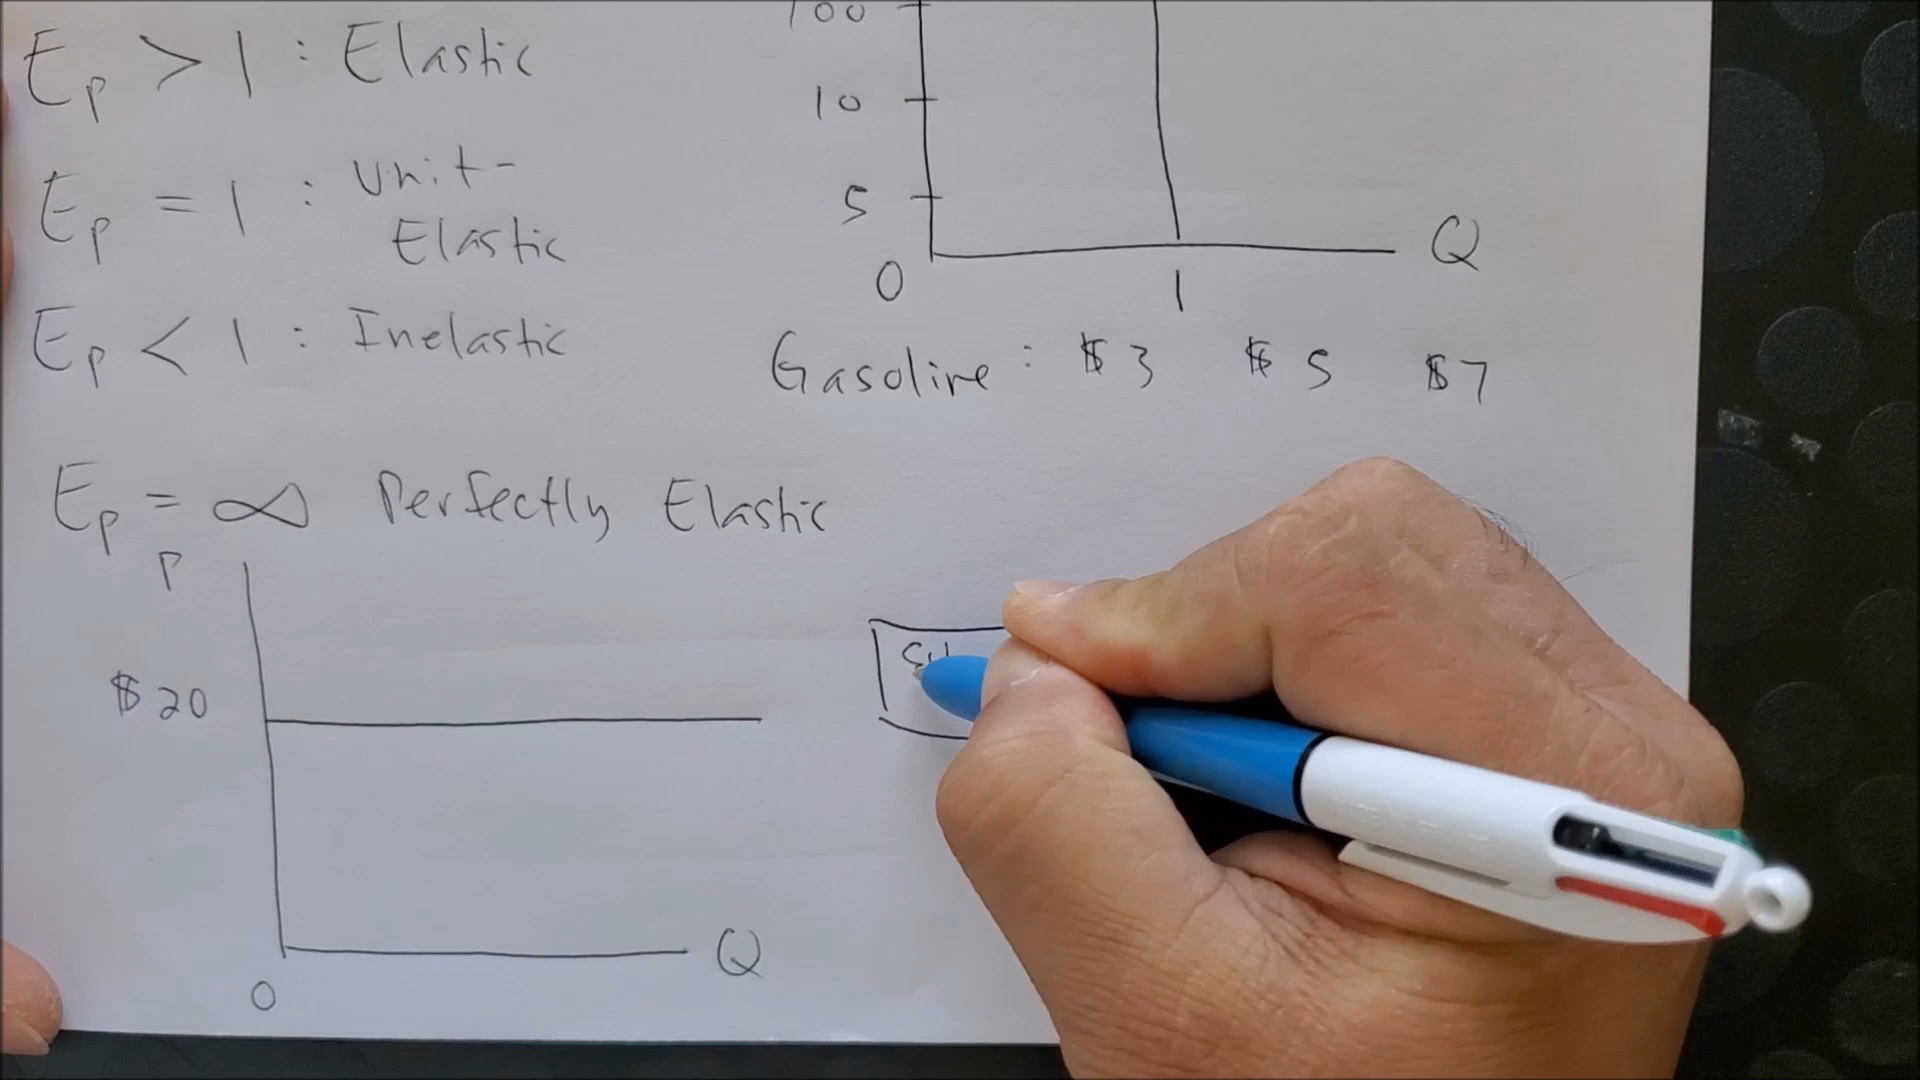 Ep > 1 : Elastic
Ep = 1 : Unit-
Elastic
Ep < 1 : Inelastic
100
10
5
0
1
Q
Gasoline : $3 $5 $7
Ep = ∞ Perfectly Elastic
P
$20
0
Q